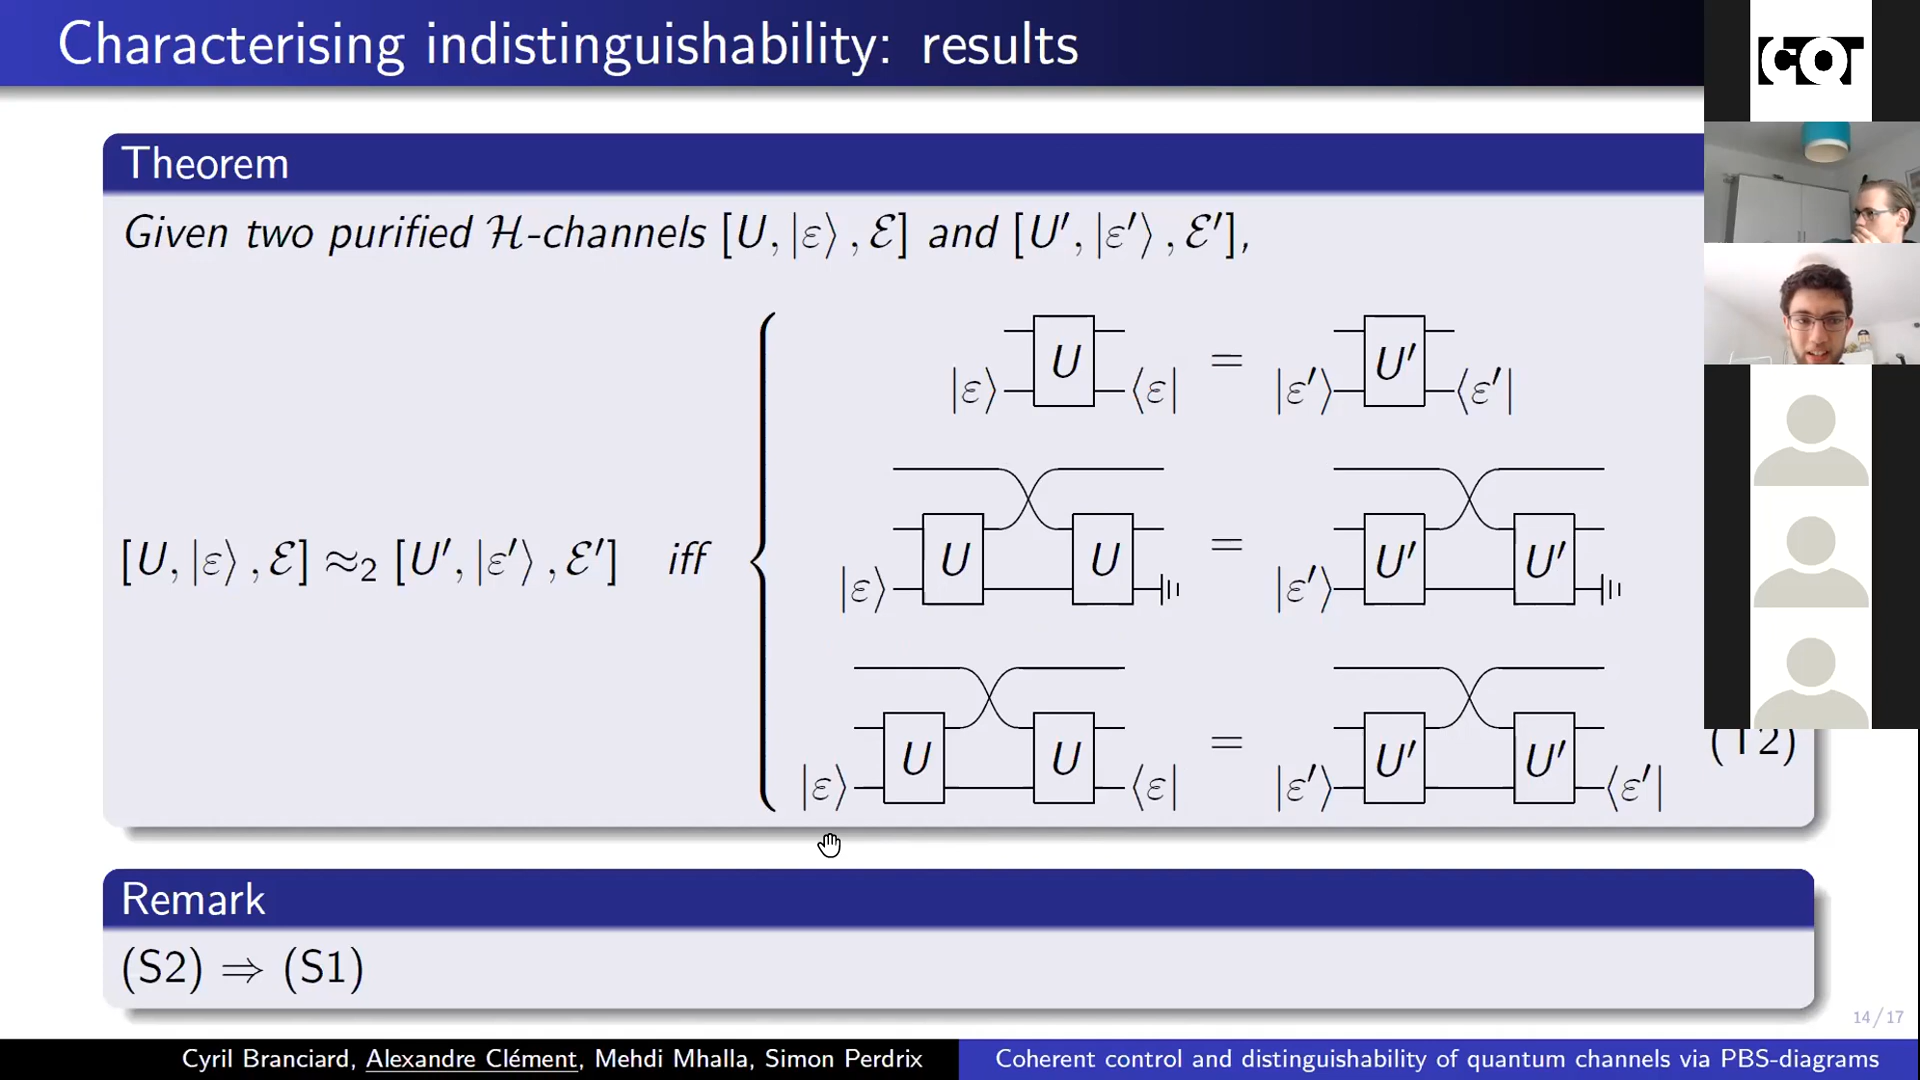 Characterising indistinguishability: results
CQT
Theorem
Given two purified ℋ-channels [U, |ε⟩, ℰ] and [U′, |ε′⟩, ℰ′],
U = U′
|ε⟩ ⟨ε| |ε′⟩ ⟨ε′|
[U, |ε⟩, ℰ] ≈₂ [U′, |ε′⟩, ℰ′] iff
U U = U′ U′
|ε⟩ |ε′⟩
U U = U′ U′ (T2)
|ε⟩ ⟨ε| |ε′⟩ ⟨ε′|
Remark
(S2) ⇒ (S1)
14/17
Cyril Branciard, Alexandre Clément, Mehdi Mhalla, Simon Perdrix
Coherent control and distinguishability of quantum channels via PBS-diagrams